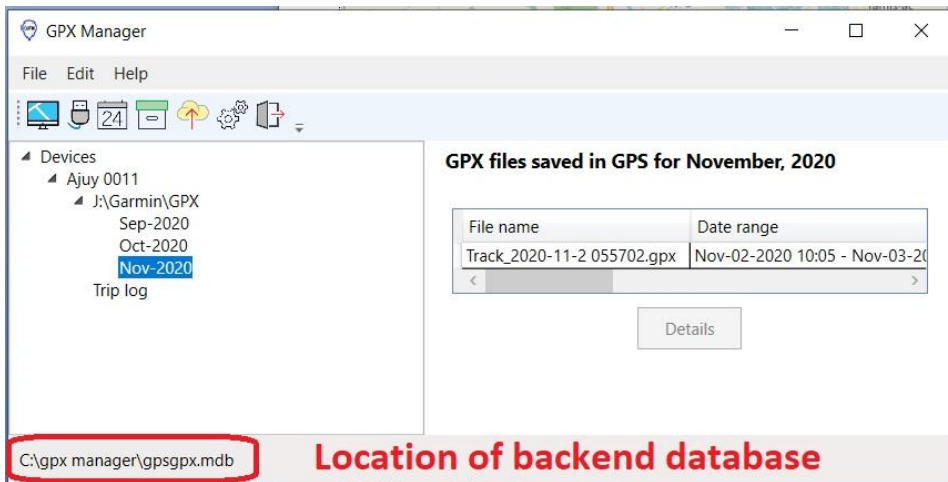 GPX Manager
File Edit Help
24
Devices
Ajuy 0011
J:\Garmin\GPX
Sep-2020
Oct-2020
Nov-2020
Trip log
GPX files saved in GPS for November, 2020
File name Date range
Track_2020-11-2 055702.gpx Nov-02-2020 10:05 - Nov-03-20
Details
C:\gpx manager\gpsgpx.mdb
Location of backend database